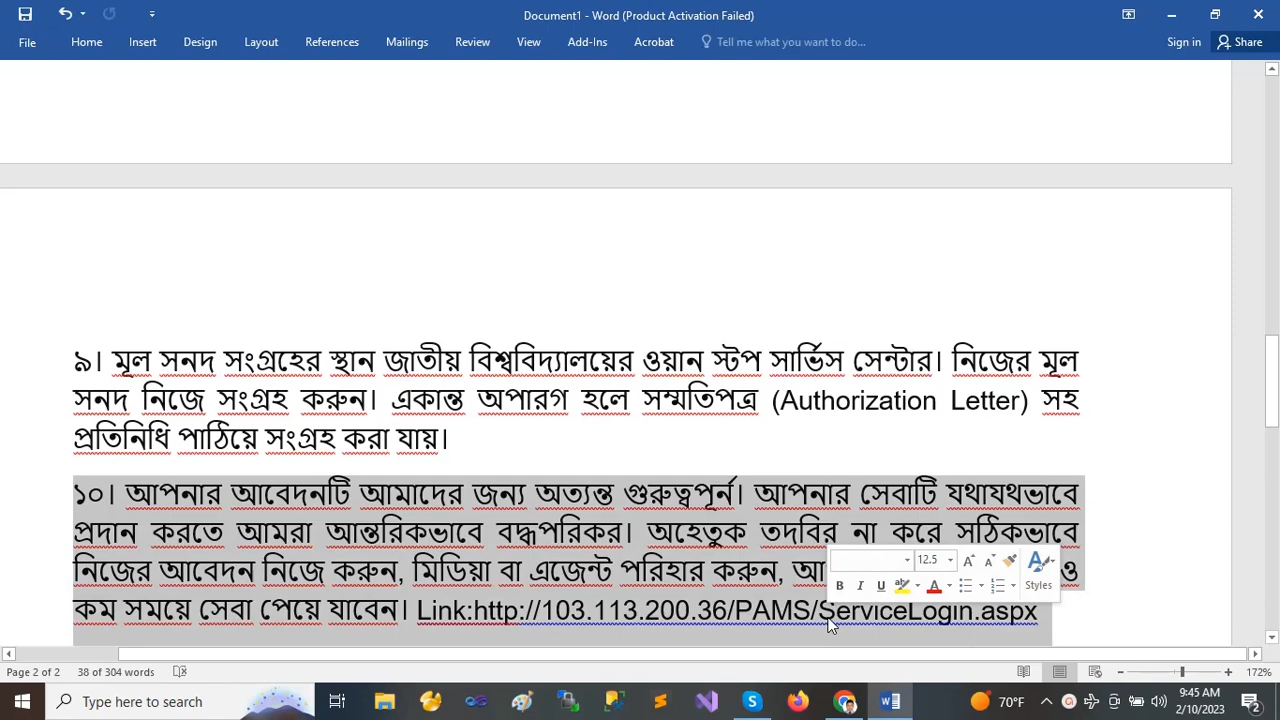 Document1 - Word (Product Activation Failed)
File Home Insert Design Layout References Mailings Review View Add-Ins Acrobat Tell me what you want to do... Sign in Share
৯। মূল সনদ সংগ্রহের স্থান জাতীয় বিশ্ববিদ্যালয়ের ওয়ান স্টপ সার্ভিস সেন্টার। নিজের মূল
সনদ নিজে সংগ্রহ করুন। একান্ত অপারগ হলে সম্মতিপত্র (Authorization Letter) সহ
প্রতিনিধি পাঠিয়ে সংগ্রহ করা যায়।
১০। আপনার আবেদনটি আমাদের জন্য অত্যন্ত গুরুত্বপূর্ন। আপনার সেবাটি যথাযথভাবে
প্রদান করতে আমরা আন্তরিকভাবে বদ্ধপরিকর। অহেতুক তদবির না করে সঠিকভাবে
নিজের আবেদন নিজে করুন, মিডিয়া বা এজেন্ট পরিহার করুন, আ ও
কম সময়ে সেবা পেয়ে যাবেন। Link:http://103.113.200.36/PAMS/ServiceLogin.aspx
12.5 A A
B I U ab A Styles
Page 2 of 2 38 of 304 words 172%
Type here to search 70°F 9:45 AM
2/10/2023 2